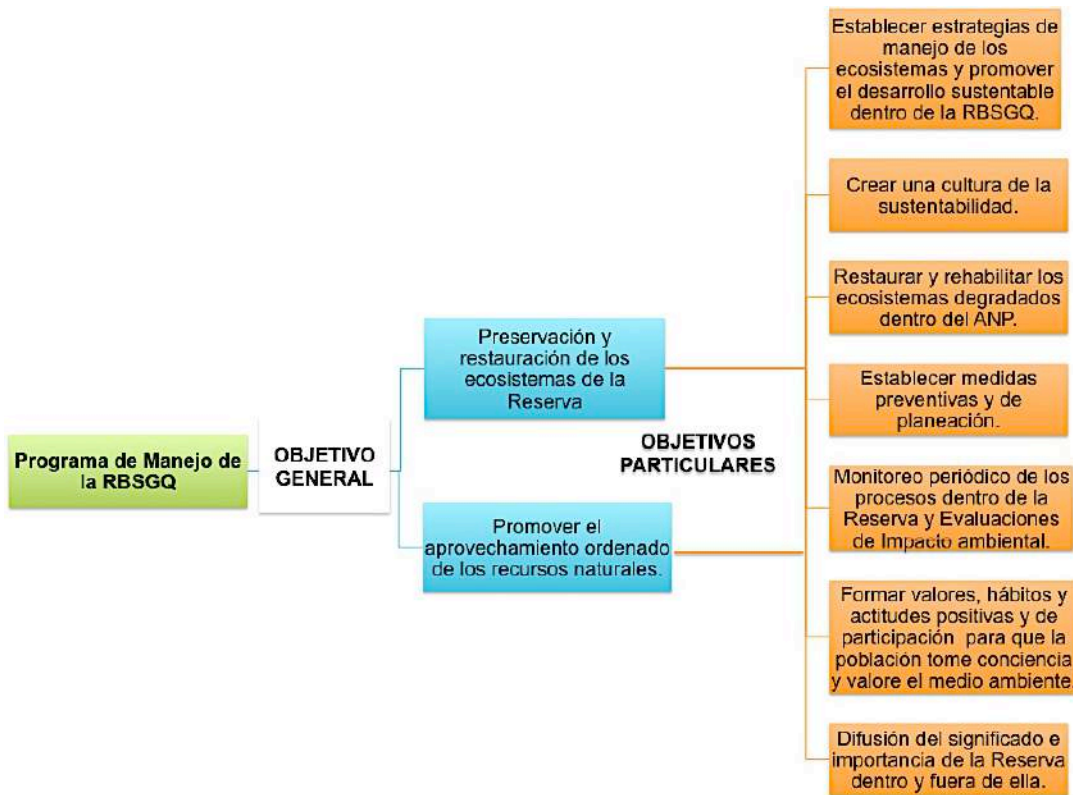 Programa de Manejo de
la RBSGQ
OBJETIVO
GENERAL
Preservación y
restauración de los
ecosistemas de la
Reserva
Promover el
aprovechamiento ordenado
de los recursos naturales.
OBJETIVOS
PARTICULARES
Establecer estrategias de
manejo de los
ecosistemas y promover
el desarrollo sustentable
dentro de la RBSGQ.
Crear una cultura de la
sustentabilidad.
Restaurar y rehabilitar los
ecosistemas degradados
dentro del ANP.
Establecer medidas
preventivas y de
planeación.
Monitoreo periódico de los
procesos dentro de la
Reserva y Evaluaciones
de Impacto ambiental.
Formar valores, hábitos y
actitudes positivas y de
participación para que la
población tome conciencia
y valore el medio ambiente.
Difusión del significado e
importancia de la Reserva
dentro y fuera de ella.